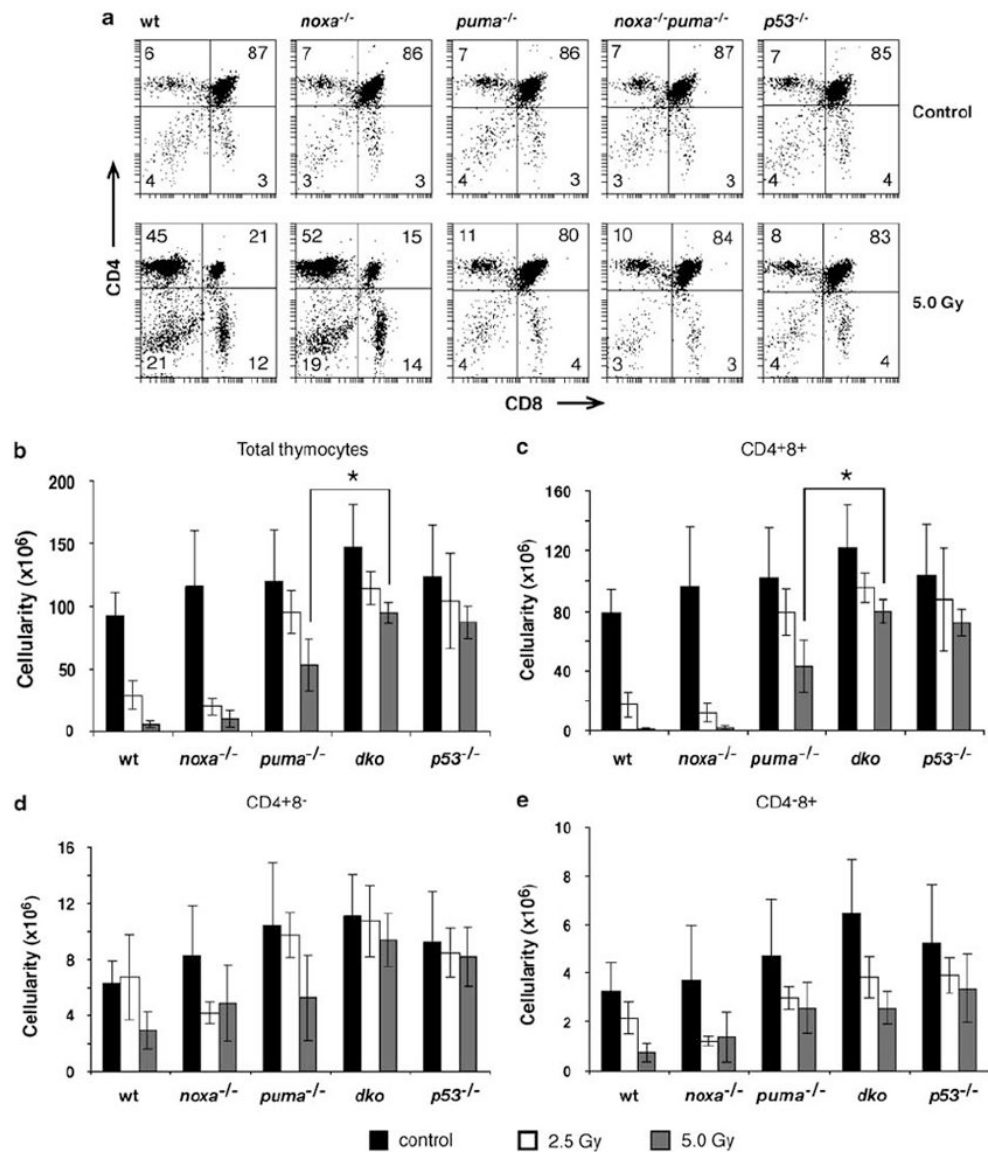 a
wt noxa-/- puma-/- noxa-/-puma-/- p53-/-
6 87 7 86 7 86 7 87 7 85
Control
4 3 3 3 4 3 3 3 4 4
45 21 52 15 11 80 10 84 8 83
CD4
5.0 Gy
21 12 19 14 4 4 3 3 4 4
CD8
b Total thymocytes
*
200
150
100
50
0
Cellularity (x10⁶)
wt noxa-/- puma-/- dko p53-/-
c CD4+8+
*
160
120
80
40
0
Cellularity (x10⁶)
wt noxa-/- puma-/- dko p53-/-
d CD4+8-
16
12
8
4
0
Cellularity (x10⁶)
wt noxa-/- puma-/- dko p53-/-
e CD4-8+
10
8
6
4
2
0
Cellularity (x10⁶)
wt noxa-/- puma-/- dko p53-/-
control 2.5 Gy 5.0 Gy